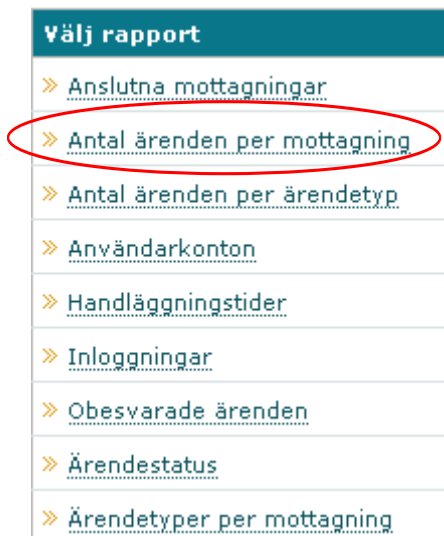 Välj rapport
» Anslutna mottagningar
» Antal ärenden per mottagning
» Antal ärenden per ärendetyp
» Användarkonton
» Handläggningstider
» Inloggningar
» Obesvarade ärenden
» Ärendestatus
» Ärendetyper per mottagning